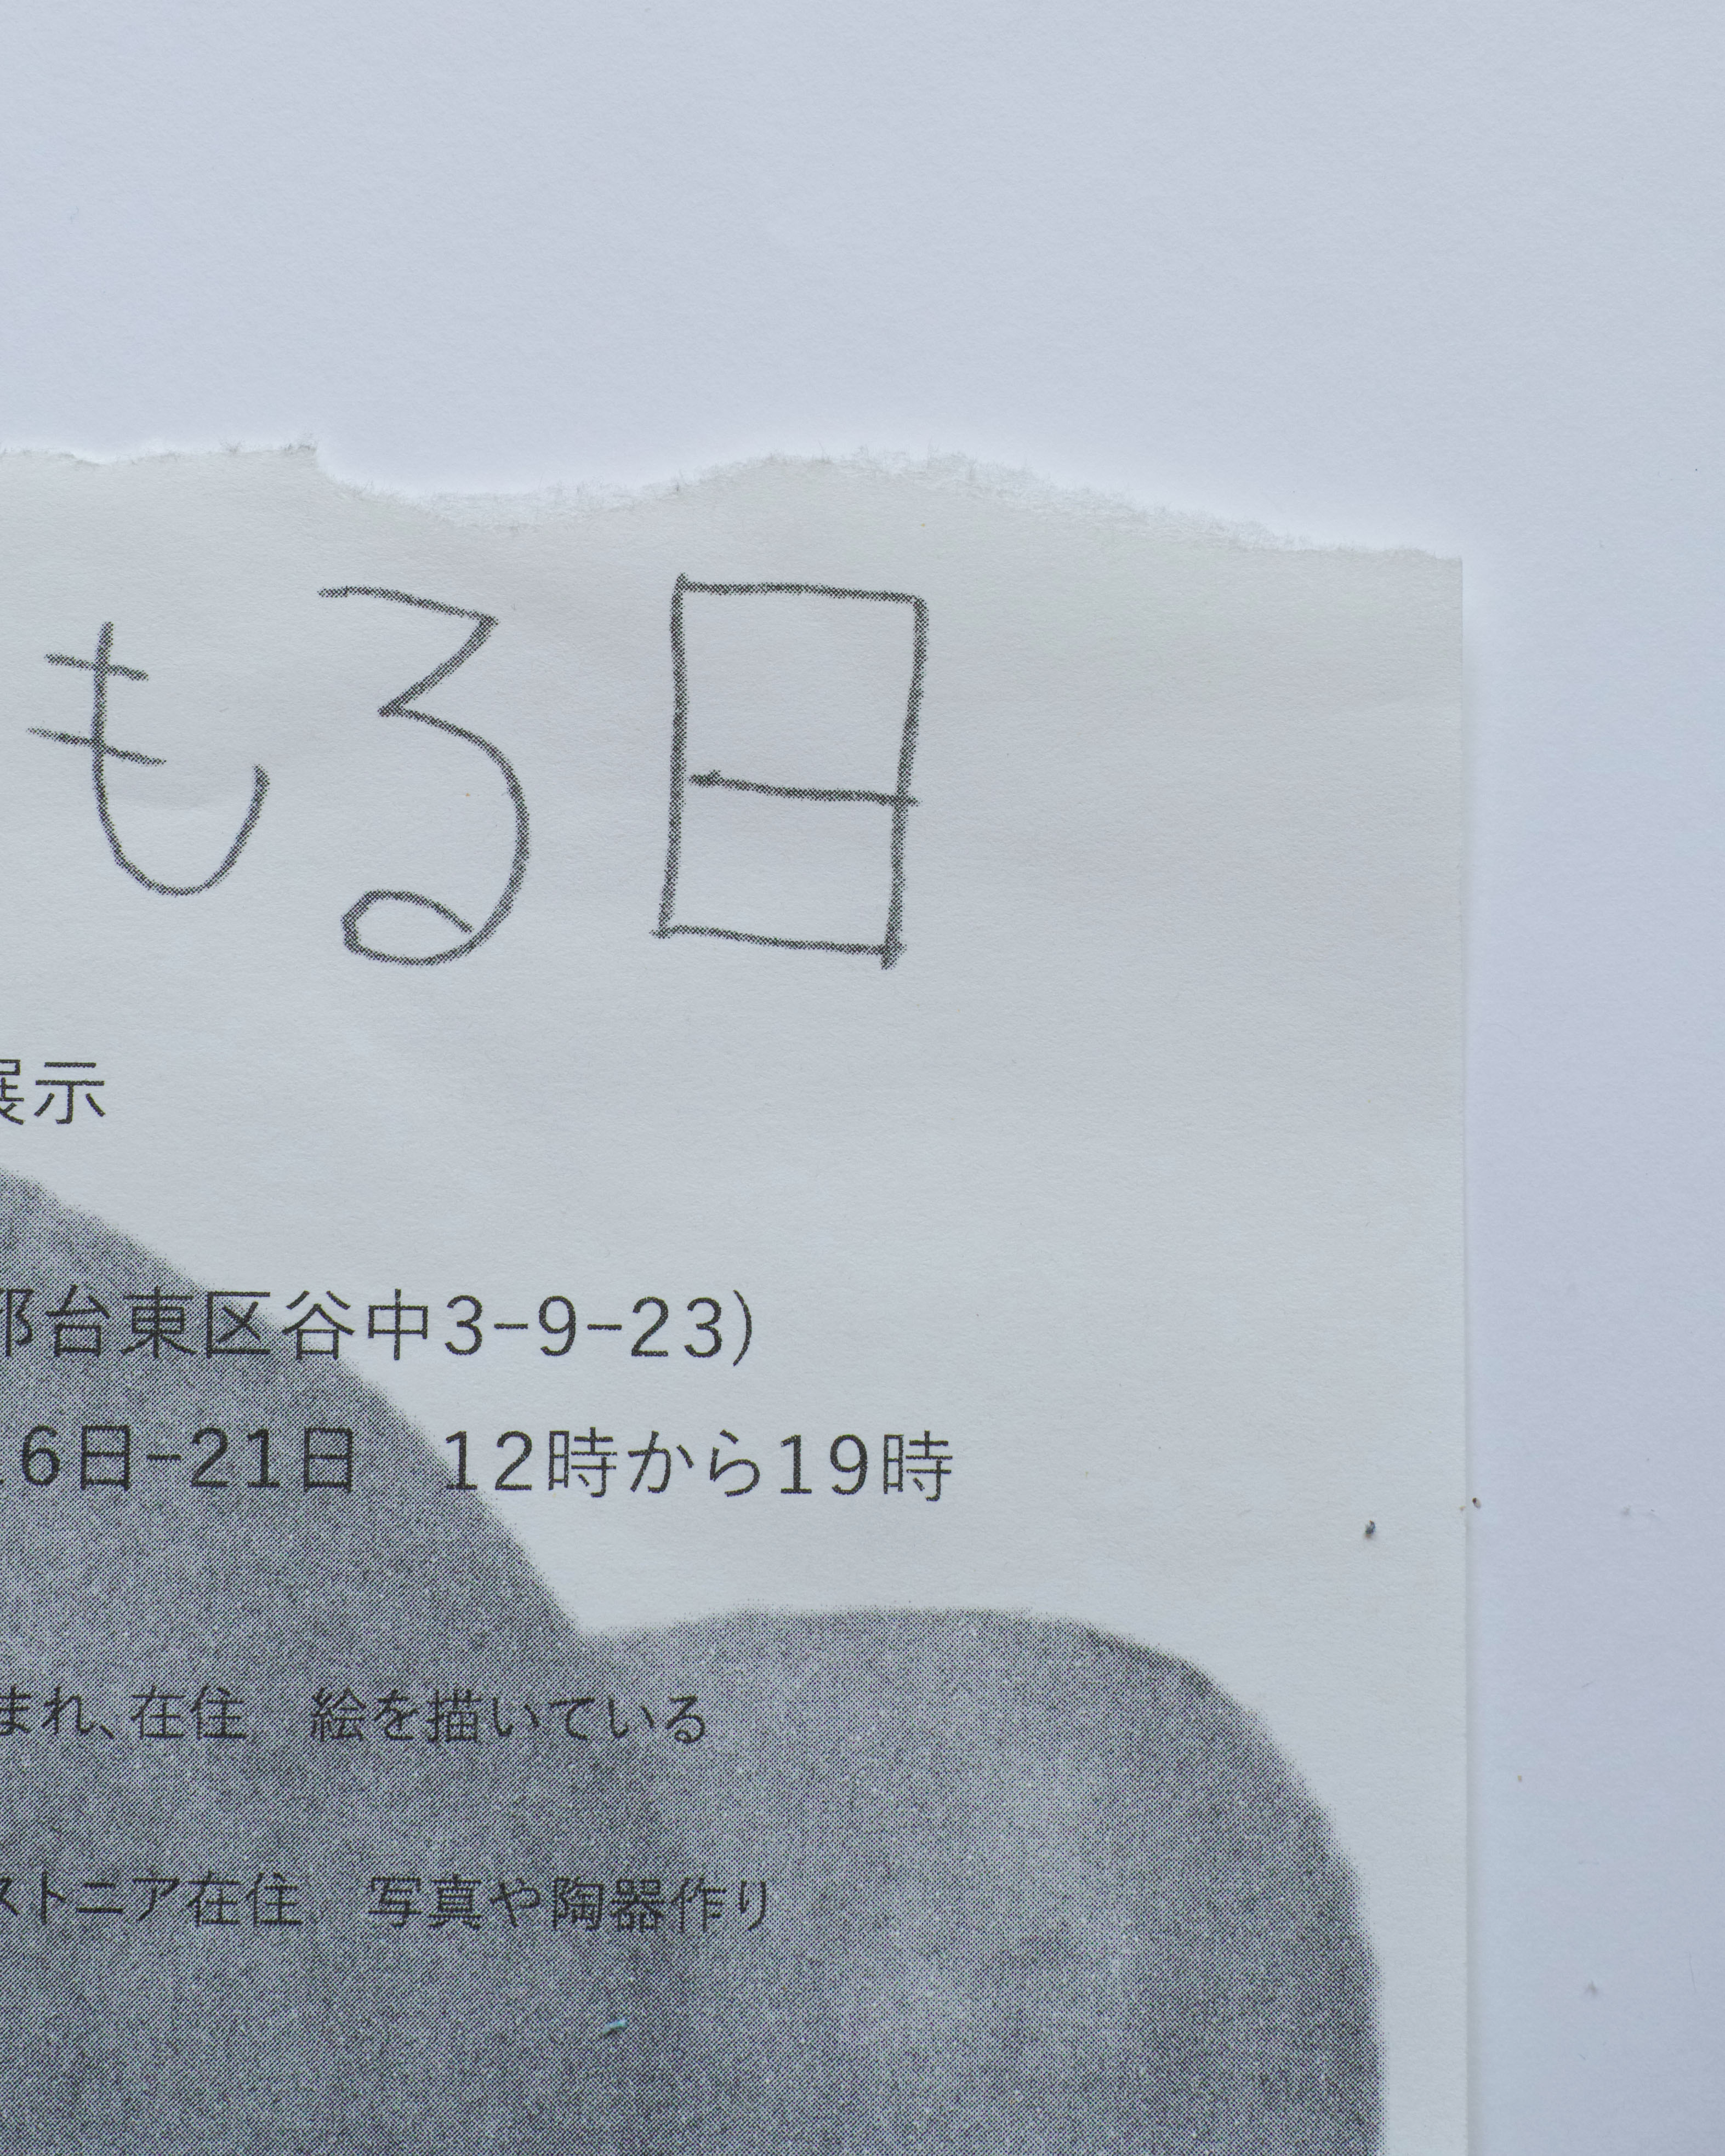 もる日
展示
都台東区谷中3-9-23)
16日-21日　12時から19時
まれ、在住　絵を描いている
ストニア在住　写真や陶器作り